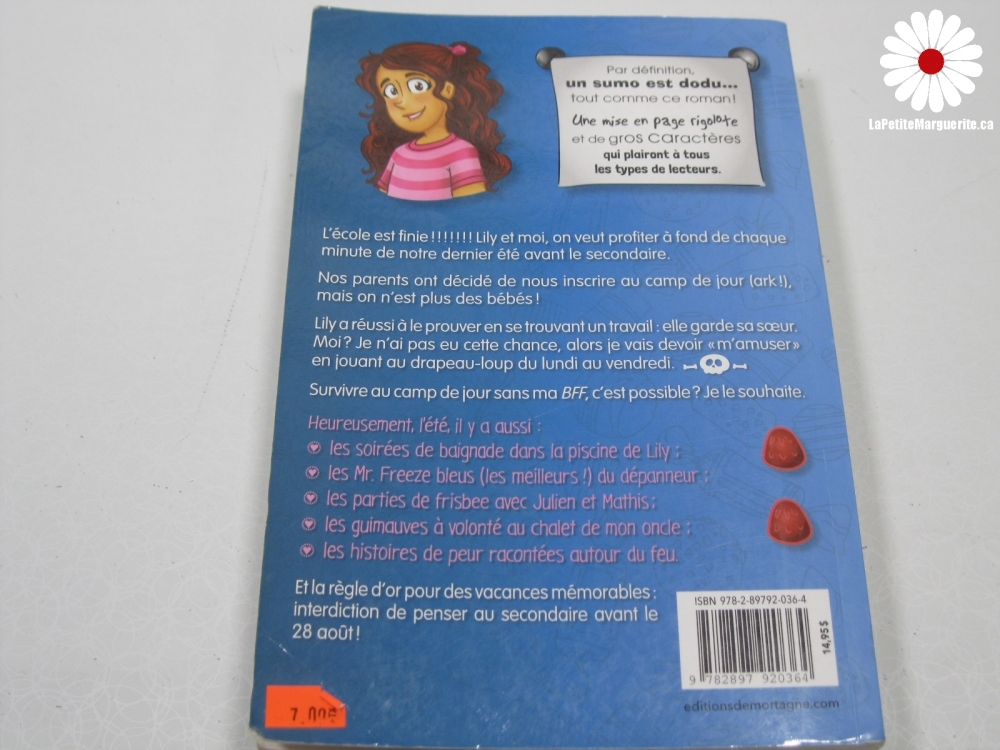 LaPetiteMarguerite.ca
Par définition,
un sumo est dodu...
tout comme ce roman!
Une mise en page rigolote
et de gros caractères
qui plairont à tous
les types de lecteurs.
L'école est finie!!!!!!! Lily et moi, on veut profiter à fond de chaque
minute de notre dernier été avant le secondaire.
Nos parents ont décidé de nous inscrire au camp de jour (ark!),
mais on n'est plus des bébés!
Lily a réussi à le prouver en se trouvant un travail : elle garde sa sœur.
Moi? Je n'ai pas eu cette chance, alors je vais devoir «m'amuser»
en jouant au drapeau-loup du lundi au vendredi.
Survivre au camp de jour sans ma BFF, c'est possible? Je le souhaite.
Heureusement, l'été, il y a aussi :
les soirées de baignade dans la piscine de Lily ;
les Mr. Freeze bleus (les meilleurs!) du dépanneur ;
les parties de frisbee avec Julien et Mathis;
les guimauves à volonté au chalet de mon oncle ;
les histoires de peur racontées autour du feu.
Et la règle d'or pour des vacances mémorables :
interdiction de penser au secondaire avant le
28 août!
ISBN 978-2-89792-036-4
14,95$
9 782897 920364
editionsdemortagne.com